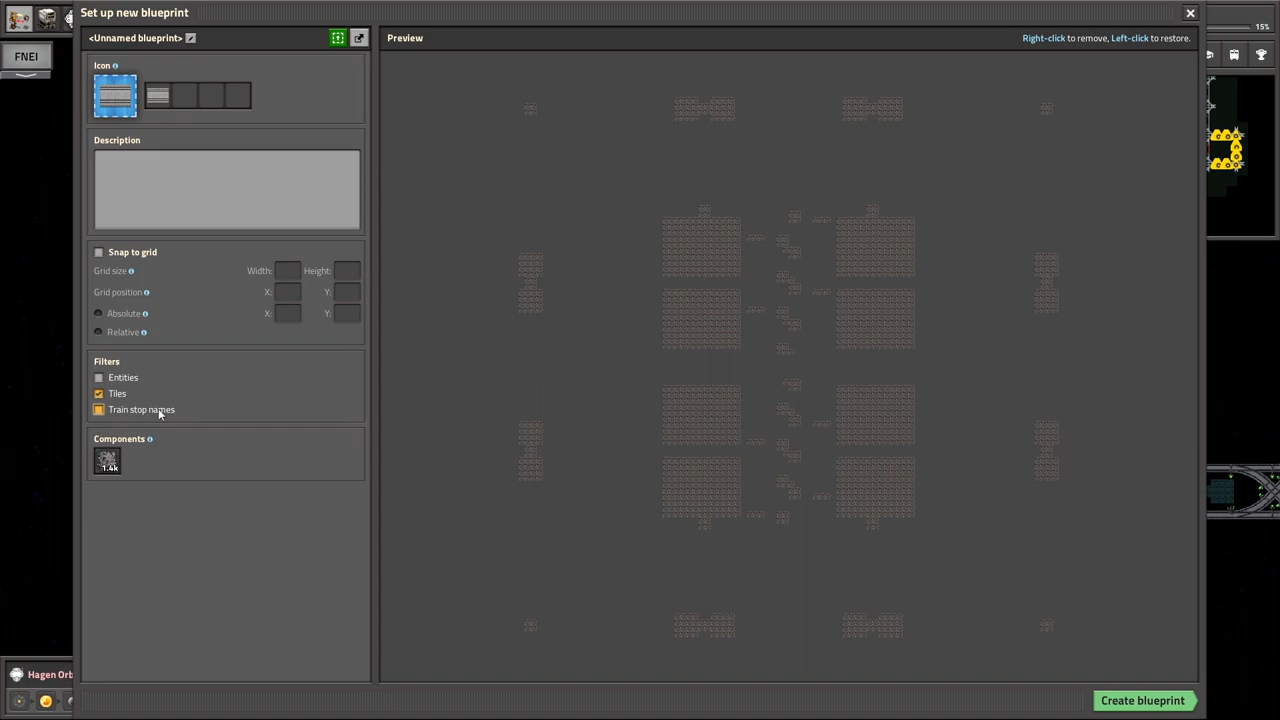 Set up new blueprint
15%
<Unnamed blueprint>
Preview
Right-click to remove, Left-click to restore.
FNEI
Icon
Description
Snap to grid
Grid size
Width:
Height:
Grid position
X:
Y:
Absolute
X:
Y:
Relative
Filters
Entities
Tiles
Train stop names
Components
1.4k
Hagen Orb
Create blueprint